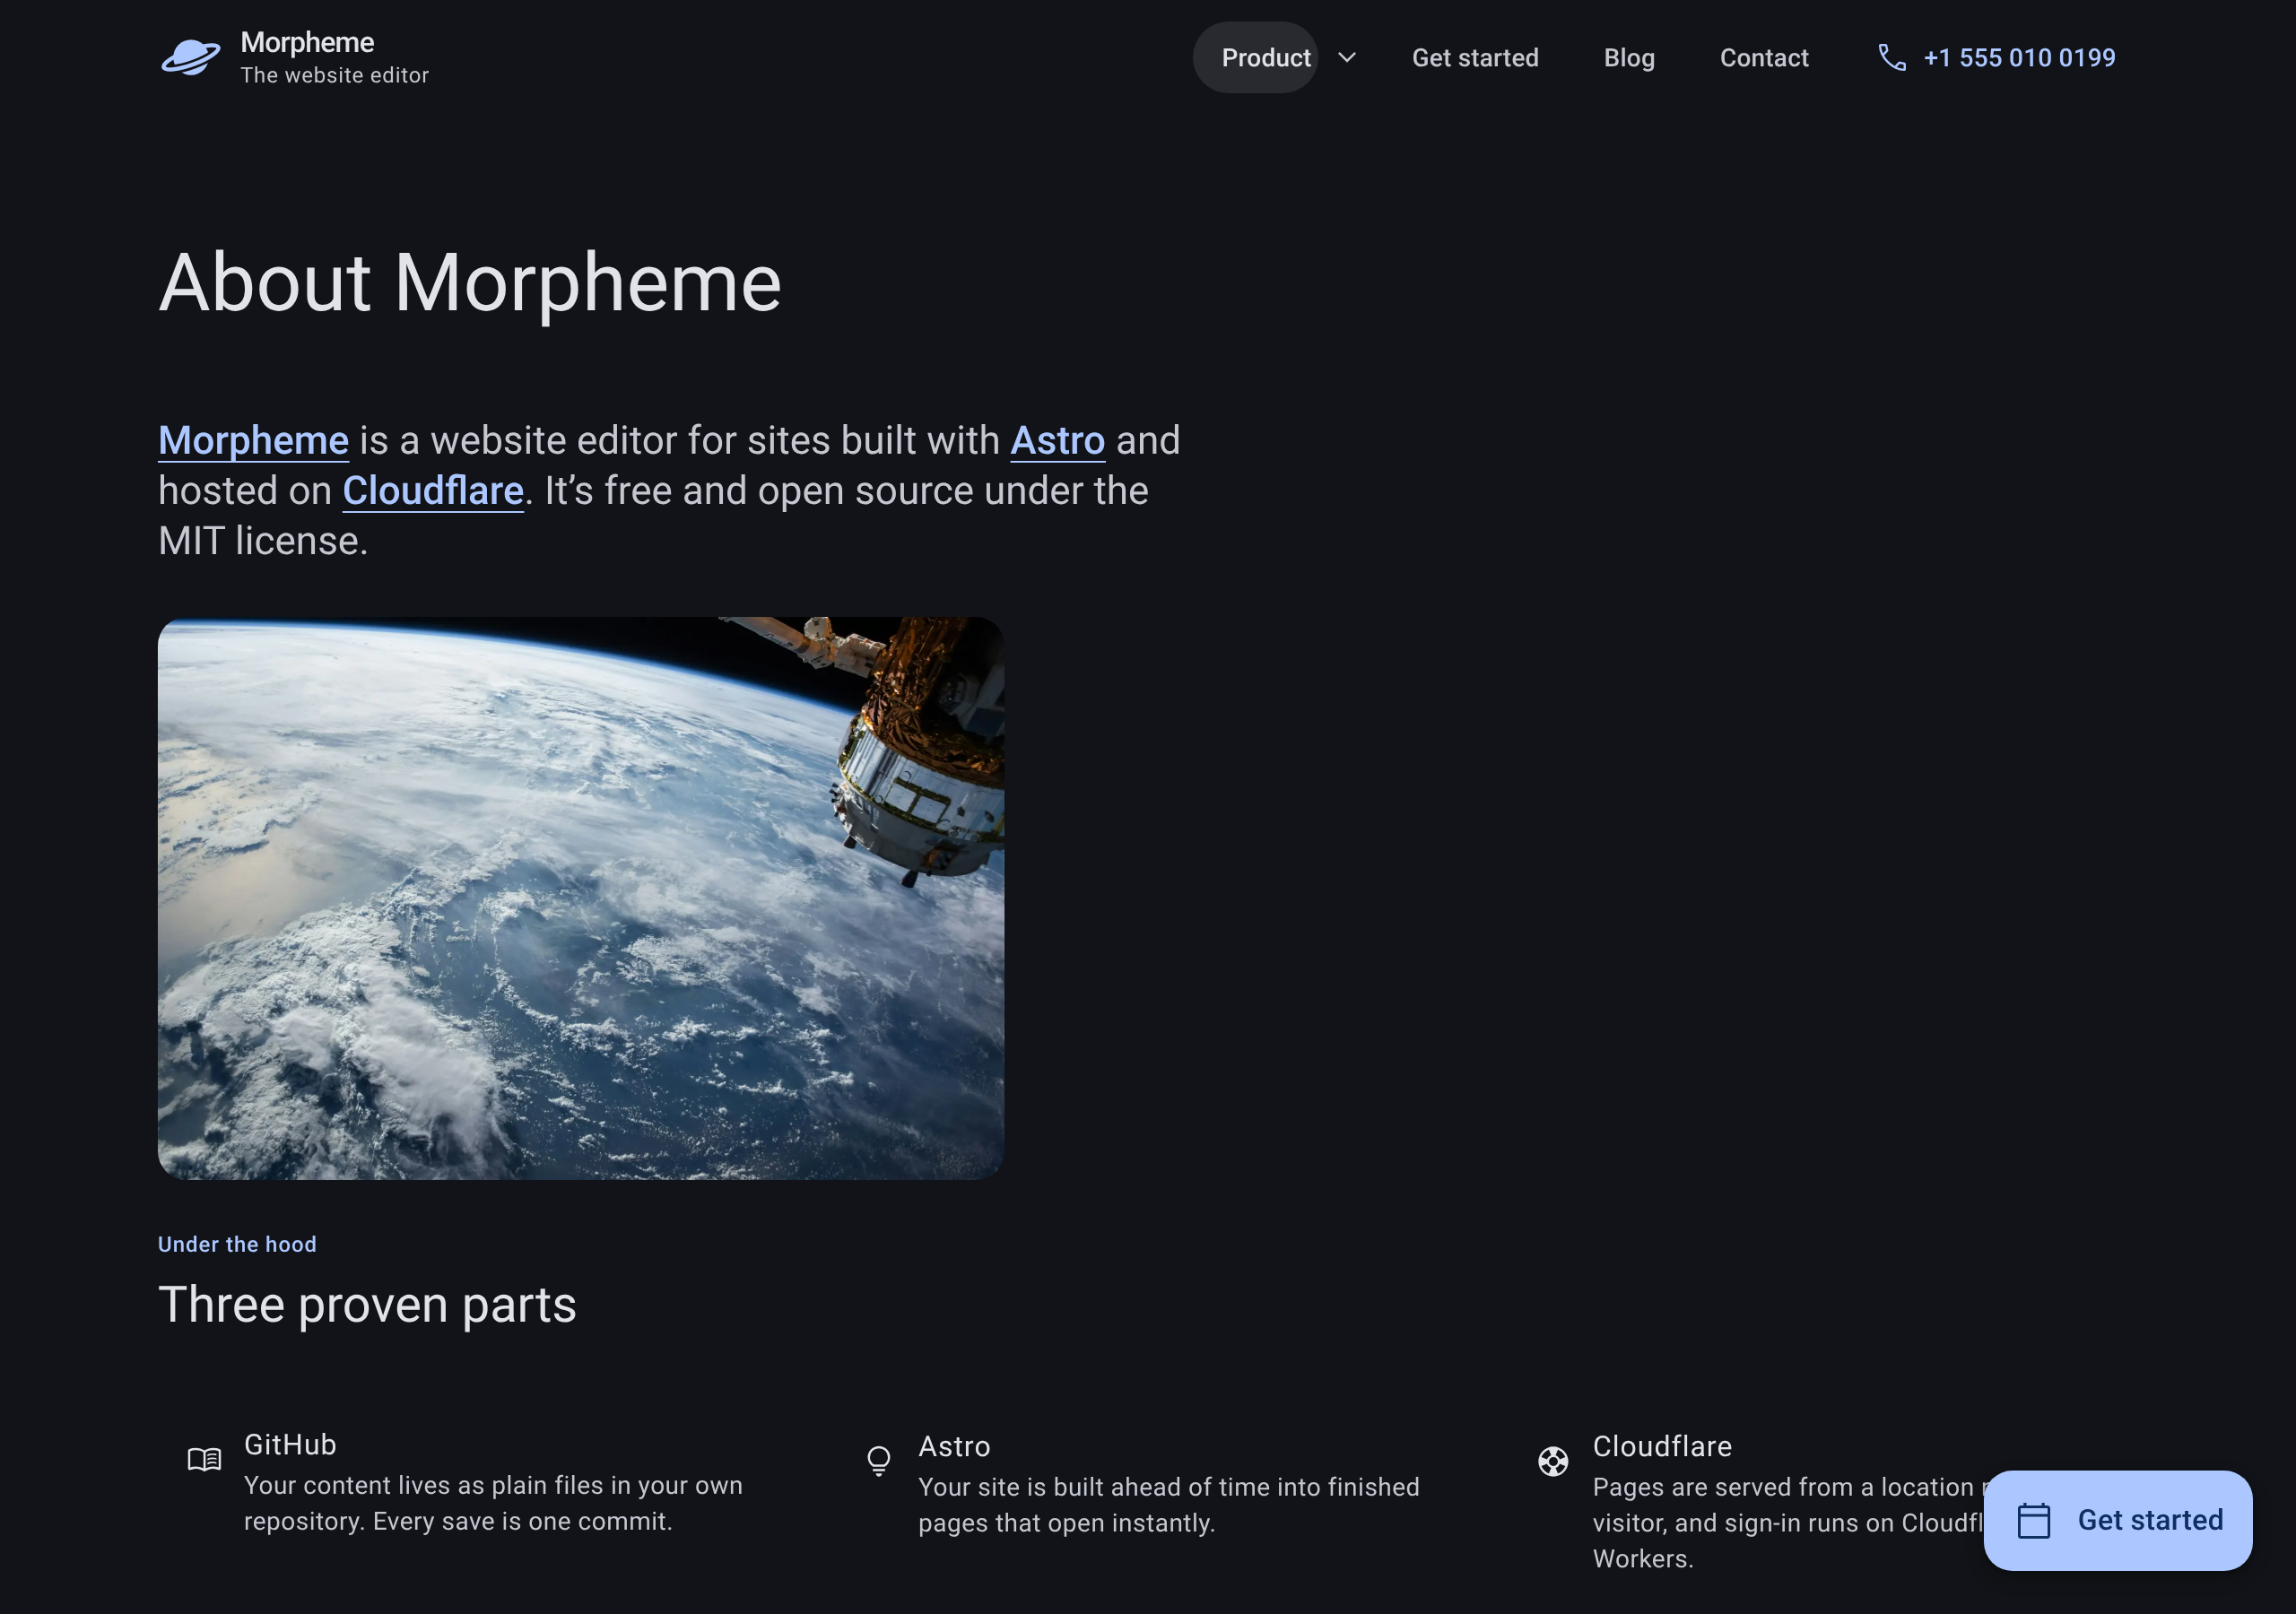 Morpheme
The website editor
Product
Get started
Blog
Contact
+1 555 010 0199
About Morpheme
Morpheme is a website editor for sites built with Astro and
hosted on Cloudflare. It’s free and open source under the
MIT license.
Under the hood
Three proven parts
GitHub
Your content lives as plain files in your own
repository. Every save is one commit.
Astro
Your site is built ahead of time into finished
pages that open instantly.
Cloudflare
Pages are served from a location
visitor, and sign-in runs on
Workers.
Get started